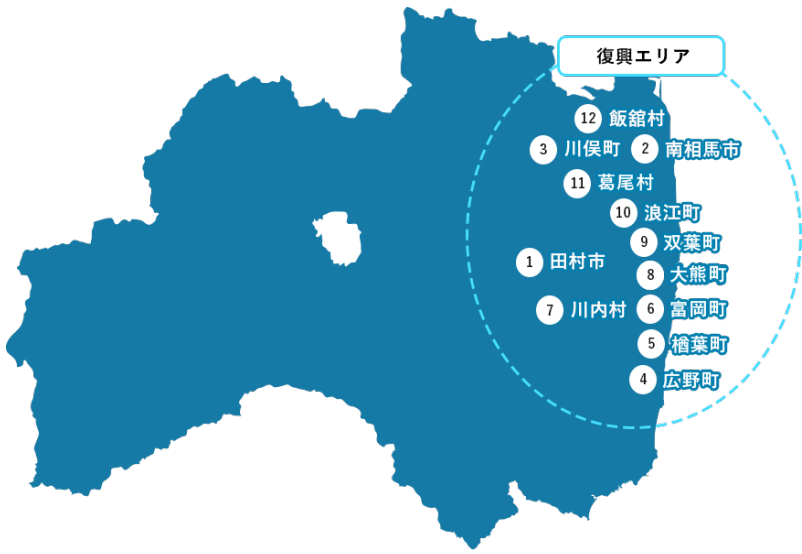 復興エリア
12 飯舘村
3 川俣町
2 南相馬市
11 葛尾村
10 浪江町
9 双葉町
1 田村市
8 大熊町
7 川内村
6 富岡町
5 楢葉町
4 広野町